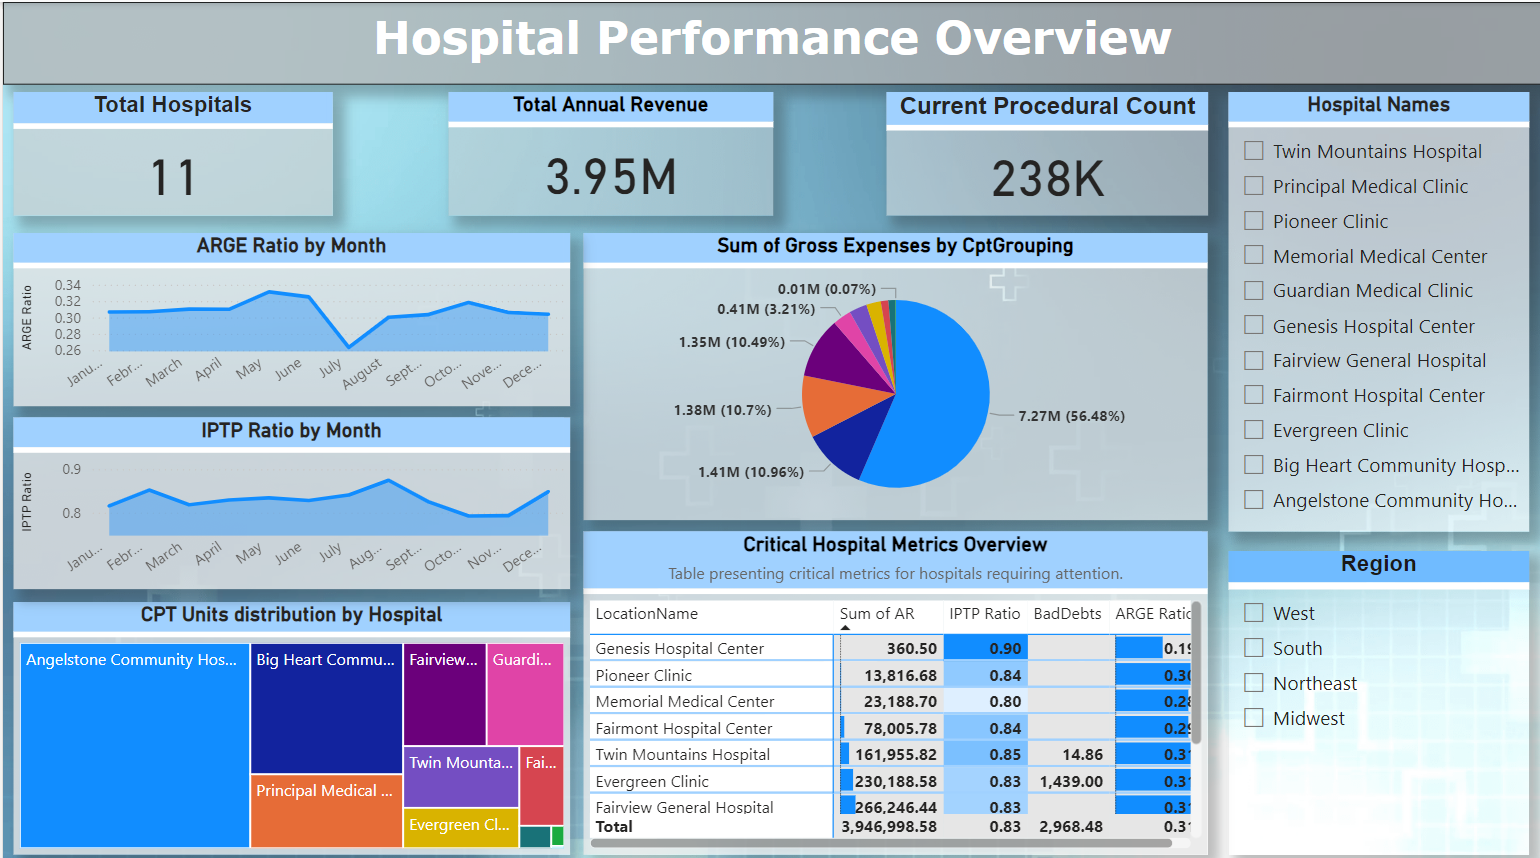 Hospital Performance Overview
Total Hospitals
11
Total Annual Revenue
3.95M
Current Procedural Count
238K
Hospital Names
Twin Mountains Hospital
Principal Medical Clinic
Pioneer Clinic
Memorial Medical Center
Guardian Medical Clinic
Genesis Hospital Center
Fairview General Hospital
Fairmont Hospital Center
Evergreen Clinic
Big Heart Community Hosp...
Angelstone Community Ho...
Region
West
South
Northeast
Midwest
ARGE Ratio by Month
ARGE Ratio
0.34
0.32
0.30
0.28
0.26
Janu... Febr... March April May June July August Sept... Octo... Nove... Dece...
IPTP Ratio by Month
IPTP Ratio
0.9
0.8
Janu... Febr... March April May June July Aug... Sept... Octo... Nov... Dece...
CPT Units distribution by Hospital
Angelstone Community Hos...
Big Heart Commu...
Principal Medical ...
Fairview...
Guardi...
Twin Mounta...
Evergreen Cl...
Fai...
Sum of Gross Expenses by CptGrouping
0.01M (0.07%)
0.41M (3.21%)
1.35M (10.49%)
1.38M (10.7%)
1.41M (10.96%)
7.27M (56.48%)
Critical Hospital Metrics Overview
Table presenting critical metrics for hospitals requiring attention.
LocationName Sum of AR IPTP Ratio BadDebts ARGE Ratio
Genesis Hospital Center 360.50 0.90 0.19
Pioneer Clinic 13,816.68 0.84 0.30
Memorial Medical Center 23,188.70 0.80 0.28
Fairmont Hospital Center 78,005.78 0.84 0.29
Twin Mountains Hospital 161,955.82 0.85 14.86 0.31
Evergreen Clinic 230,188.58 0.83 1,439.00 0.31
Fairview General Hospital 266,246.44 0.83 0.31
Total 3,946,998.58 0.83 2,968.48 0.31